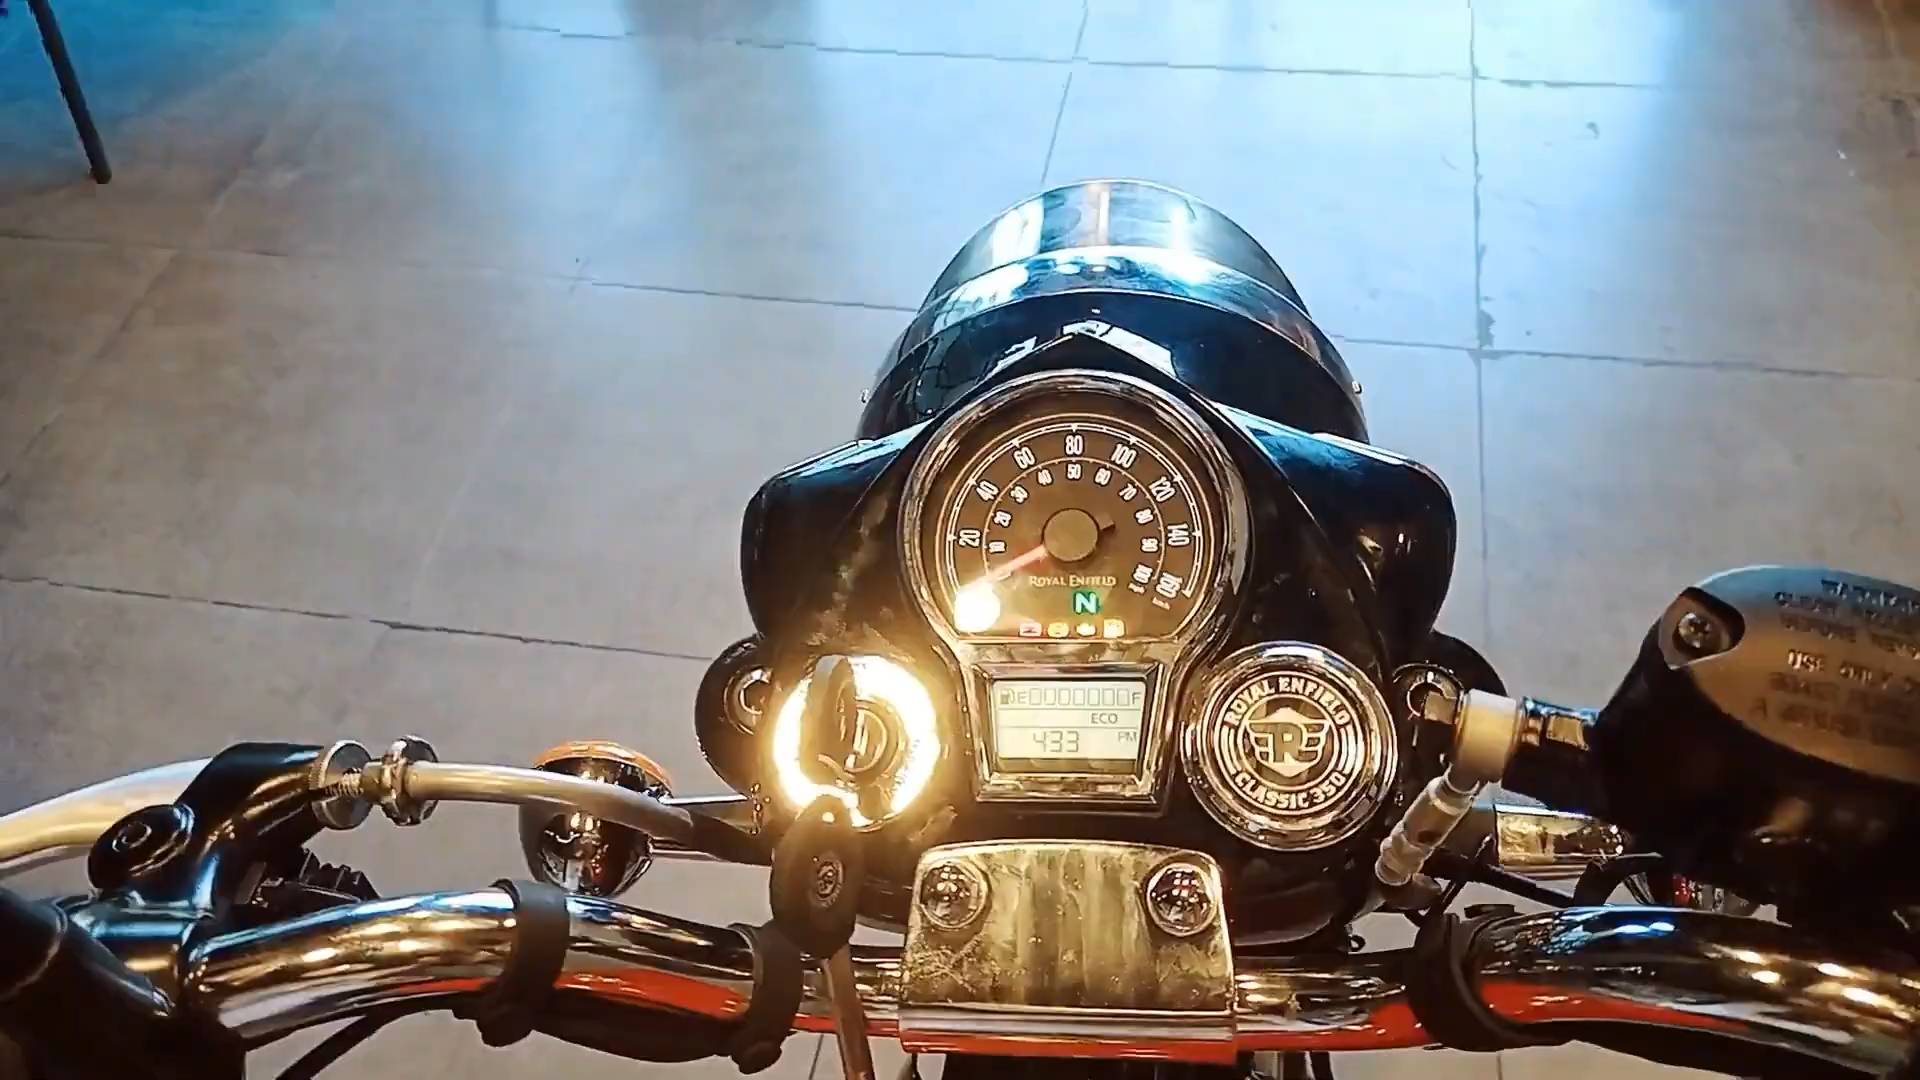 80
60 100
50
40 60
40 120
30 70
20 80
20 140
10 90
100
160
ROYAL ENFIELD
N
E F
ECO
433 PM
ROYAL ENFIELD
R
CLASSIC 350